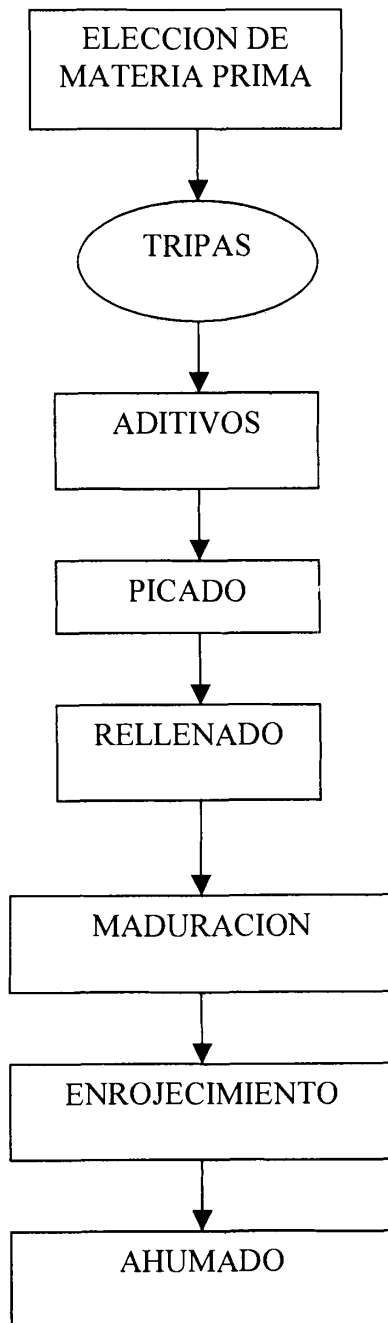 ELECCION DE
MATERIA PRIMA
TRIPAS
ADITIVOS
PICADO
RELLENADO
MADURACION
ENROJECIMIENTO
AHUMADO